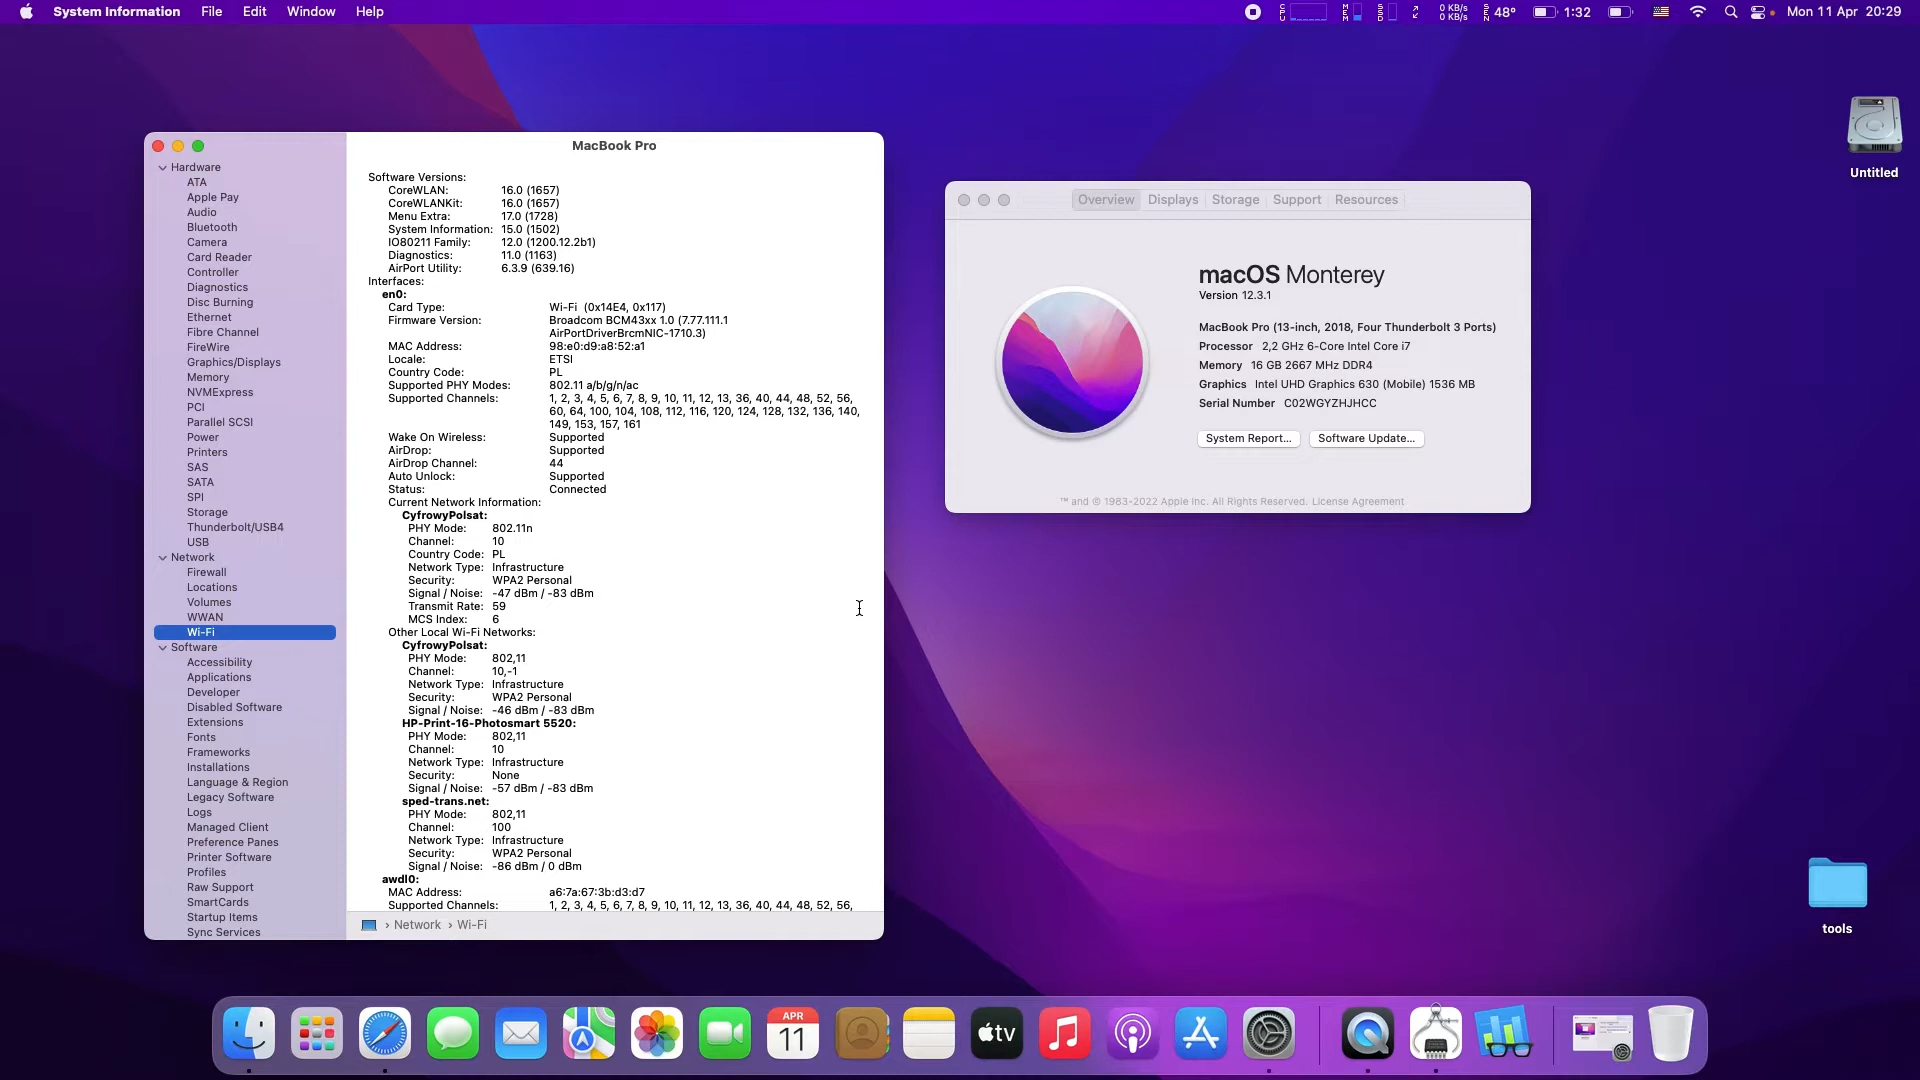 System Information File Edit Window Help
0 KB/s
0 KB/s
48° 1:32 Mon 11 Apr 20:29
MacBook Pro
Hardware
ATA
Apple Pay
Audio
Bluetooth
Camera
Card Reader
Controller
Diagnostics
Disc Burning
Ethernet
Fibre Channel
FireWire
Graphics/Displays
Memory
NVMExpress
PCI
Parallel SCSI
Power
Printers
SAS
SATA
SPI
Storage
Thunderbolt/USB4
USB
Network
Firewall
Locations
Volumes
WWAN
Wi-Fi
Software
Accessibility
Applications
Developer
Disabled Software
Extensions
Fonts
Frameworks
Installations
Language & Region
Legacy Software
Logs
Managed Client
Preference Panes
Printer Software
Profiles
Raw Support
SmartCards
Startup Items
Sync Services
Software Versions:
CoreWLAN: 16.0 (1657)
CoreWLANKit: 16.0 (1657)
Menu Extra: 17.0 (1728)
System Information: 15.0 (1502)
IO80211 Family: 12.0 (1200.12.2b1)
Diagnostics: 11.0 (1163)
AirPort Utility: 6.3.9 (639.16)
Interfaces:
en0:
Card Type: Wi-Fi (0x14E4, 0x117)
Firmware Version: Broadcom BCM43xx 1.0 (7.77.111.1
AirPortDriverBrcmNIC-1710.3)
MAC Address: 98:e0:d9:a8:52:a1
Locale: ETSI
Country Code: PL
Supported PHY Modes: 802.11 a/b/g/n/ac
Supported Channels: 1, 2, 3, 4, 5, 6, 7, 8, 9, 10, 11, 12, 13, 36, 40, 44, 48, 52, 56,
60, 64, 100, 104, 108, 112, 116, 120, 124, 128, 132, 136, 140,
149, 153, 157, 161
Wake On Wireless: Supported
AirDrop: Supported
AirDrop Channel: 44
Auto Unlock: Supported
Status: Connected
Current Network Information:
CyfrowyPolsat:
PHY Mode: 802.11n
Channel: 10
Country Code: PL
Network Type: Infrastructure
Security: WPA2 Personal
Signal / Noise: -47 dBm / -83 dBm
Transmit Rate: 59
MCS Index: 6
Other Local Wi-Fi Networks:
CyfrowyPolsat:
PHY Mode: 802,11
Channel: 10,-1
Network Type: Infrastructure
Security: WPA2 Personal
Signal / Noise: -46 dBm / -83 dBm
HP-Print-16-Photosmart 5520:
PHY Mode: 802,11
Channel: 10
Network Type: Infrastructure
Security: None
Signal / Noise: -57 dBm / -83 dBm
sped-trans.net:
PHY Mode: 802,11
Channel: 100
Network Type: Infrastructure
Security: WPA2 Personal
Signal / Noise: -86 dBm / 0 dBm
awdl0:
MAC Address: a6:7a:67:3b:d3:d7
Supported Channels: 1, 2, 3, 4, 5, 6, 7, 8, 9, 10, 11, 12, 13, 36, 40, 44, 48, 52, 56,
› Network › Wi-Fi
Overview Displays Storage Support Resources
macOS Monterey
Version 12.3.1
MacBook Pro (13-inch, 2018, Four Thunderbolt 3 Ports)
Processor 2,2 GHz 6-Core Intel Core i7
Memory 16 GB 2667 MHz DDR4
Graphics Intel UHD Graphics 630 (Mobile) 1536 MB
Serial Number C02WGYZHJHCC
System Report... Software Update...
™ and © 1983-2022 Apple Inc. All Rights Reserved. License Agreement
Untitled
tools
APR
11
tv